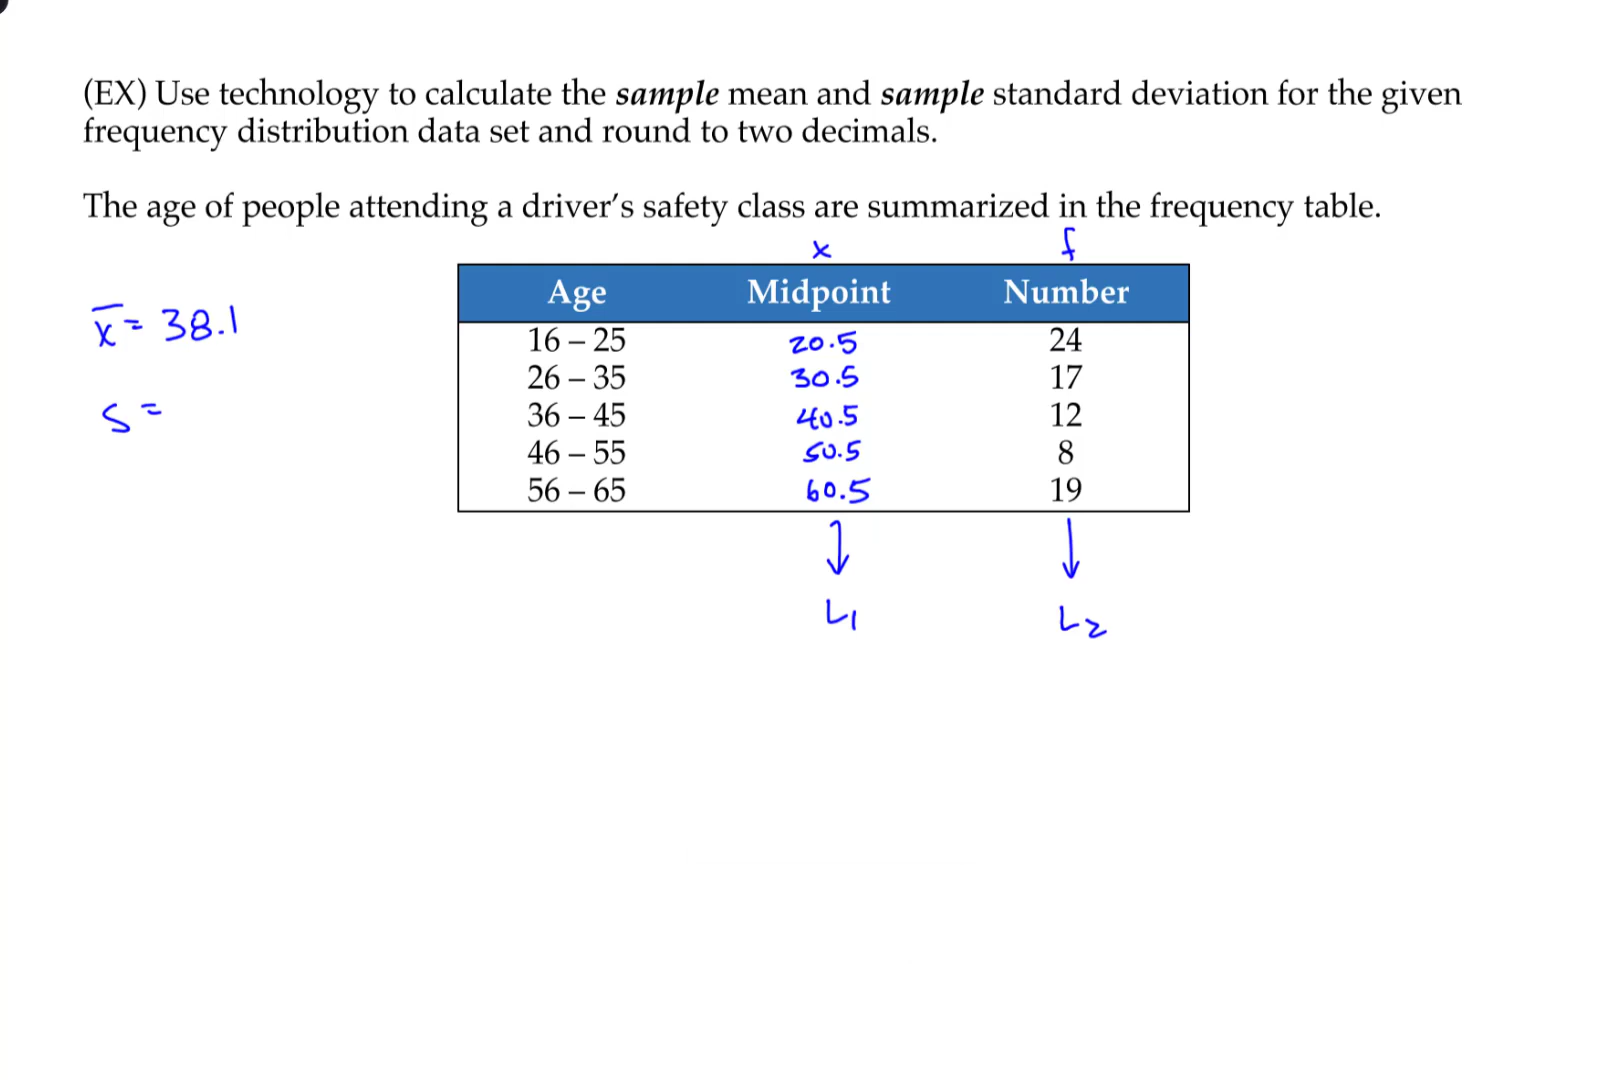 (EX) Use technology to calculate the sample mean and sample standard deviation for the given
frequency distribution data set and round to two decimals.
The age of people attending a driver's safety class are summarized in the frequency table.
x f
Age Midpoint Number
x̄ = 38.1
16 – 25 20.5 24
26 – 35 30.5 17
s =
36 – 45 40.5 12
46 – 55 50.5 8
56 – 65 60.5 19
↓ ↓
L1 L2